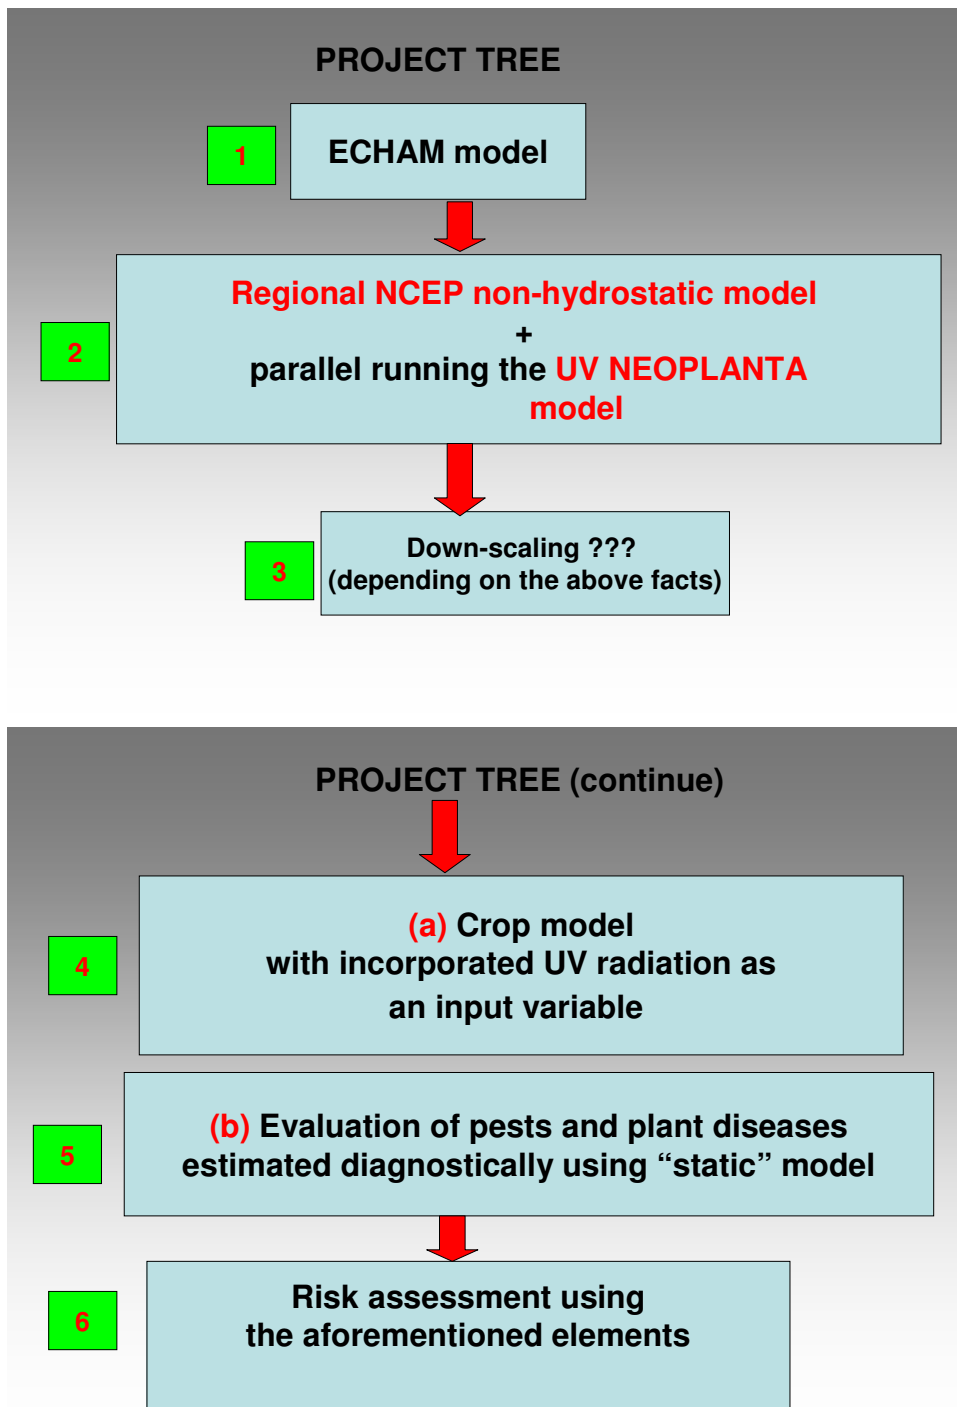 PROJECT TREE
1
ECHAM model
2
Regional NCEP non-hydrostatic model
+
parallel running the UV NEOPLANTA
model
3
Down-scaling ???
(depending on the above facts)
PROJECT TREE (continue)
4
(a) Crop model
with incorporated UV radiation as
an input variable
5
(b) Evaluation of pests and plant diseases
estimated diagnostically using “static” model
6
Risk assessment using
the aforementioned elements